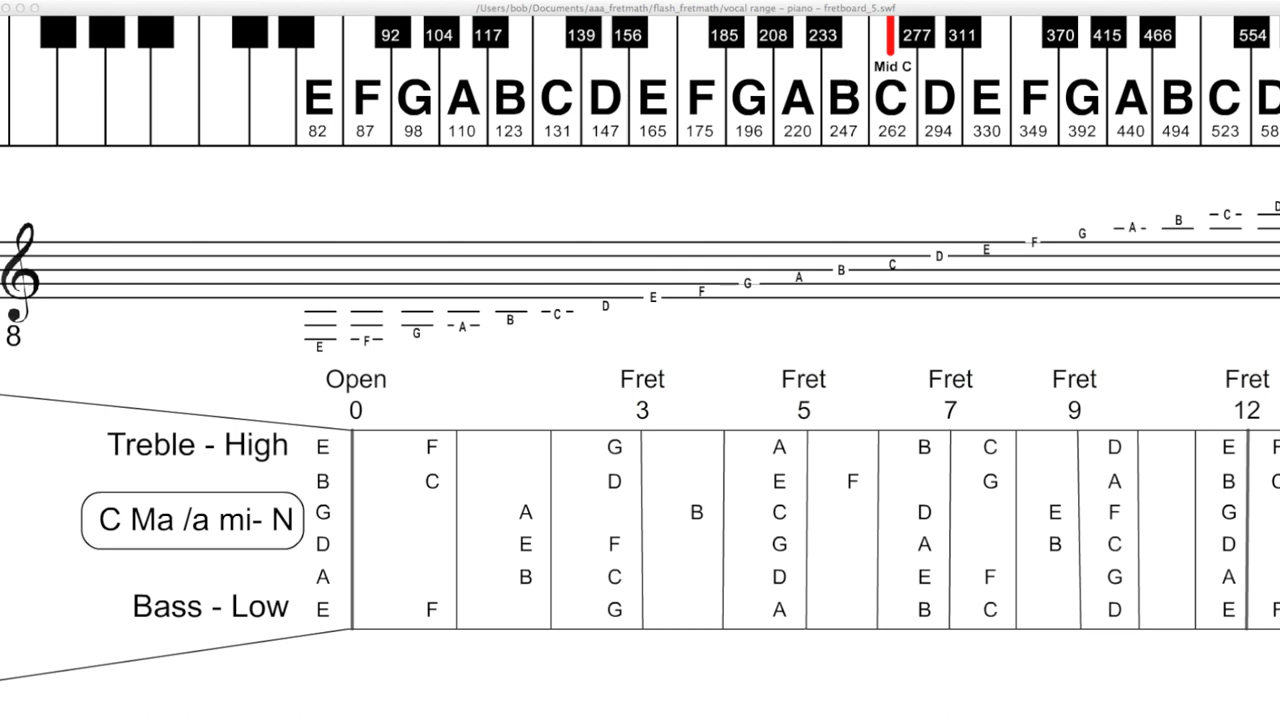 /Users/bob/Documents/aaa_fretmath/flash_fretmath/vocal range - piano - fretboard_5.swf
92 104 117 139 156 185 208 233 277 311 370 415 466 554
Mid C
E F G A B C D E F G A B C D E F G A B C D
82 87 98 110 123 131 147 165 175 196 220 247 262 294 330 349 392 440 494 523 58
E F G A B C D E F G A B C D E F G A B C D
8
Open Fret Fret Fret Fret Fret
0 3 5 7 9 12
Treble - High E F G A B C D E F
B C D E F G A B C
C Ma /a mi- N G A B C D E F G
D E F G A B C D
A B C D E F G A
Bass - Low E F G A B C D E F